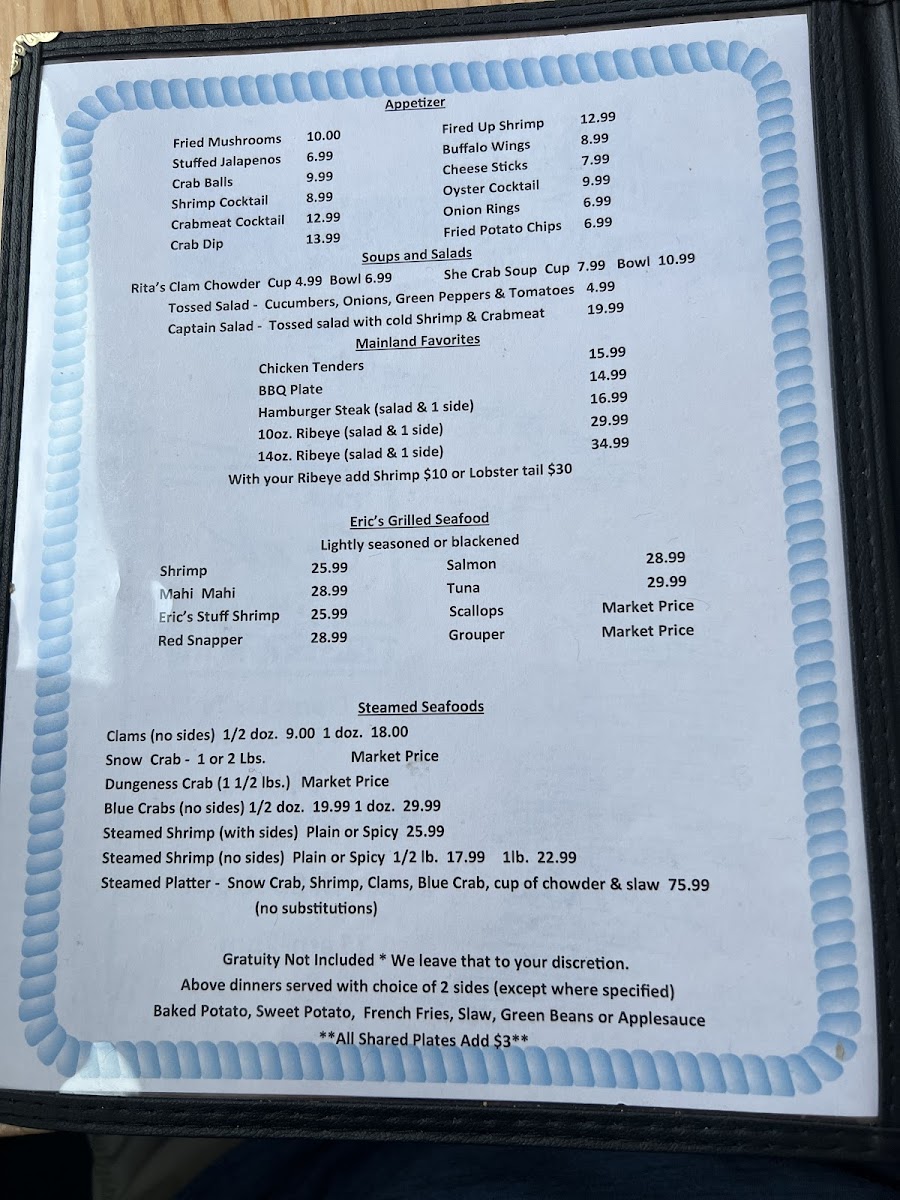 Appetizer
Fried Mushrooms 10.00 Fired Up Shrimp 12.99
Stuffed Jalapenos 6.99 Buffalo Wings 8.99
Crab Balls 9.99 Cheese Sticks 7.99
Shrimp Cocktail 8.99 Oyster Cocktail 9.99
Crabmeat Cocktail 12.99 Onion Rings 6.99
Crab Dip 13.99 Fried Potato Chips 6.99
Soups and Salads
Rita's Clam Chowder Cup 4.99 Bowl 6.99 She Crab Soup Cup 7.99 Bowl 10.99
Tossed Salad - Cucumbers, Onions, Green Peppers & Tomatoes 4.99
Captain Salad - Tossed salad with cold Shrimp & Crabmeat 19.99
Mainland Favorites
Chicken Tenders 15.99
BBQ Plate 14.99
Hamburger Steak (salad & 1 side) 16.99
10oz. Ribeye (salad & 1 side) 29.99
14oz. Ribeye (salad & 1 side) 34.99
With your Ribeye add Shrimp $10 or Lobster tail $30
Eric's Grilled Seafood
Lightly seasoned or blackened
Shrimp 25.99 Salmon 28.99
Mahi Mahi 28.99 Tuna 29.99
Eric's Stuff Shrimp 25.99 Scallops Market Price
Red Snapper 28.99 Grouper Market Price
Steamed Seafoods
Clams (no sides) 1/2 doz. 9.00 1 doz. 18.00
Snow Crab - 1 or 2 Lbs. Market Price
Dungeness Crab (1 1/2 lbs.) Market Price
Blue Crabs (no sides) 1/2 doz. 19.99 1 doz. 29.99
Steamed Shrimp (with sides) Plain or Spicy 25.99
Steamed Shrimp (no sides) Plain or Spicy 1/2 lb. 17.99 1lb. 22.99
Steamed Platter - Snow Crab, Shrimp, Clams, Blue Crab, cup of chowder & slaw 75.99
(no substitutions)
Gratuity Not Included * We leave that to your discretion.
Above dinners served with choice of 2 sides (except where specified)
Baked Potato, Sweet Potato, French Fries, Slaw, Green Beans or Applesauce
**All Shared Plates Add $3**